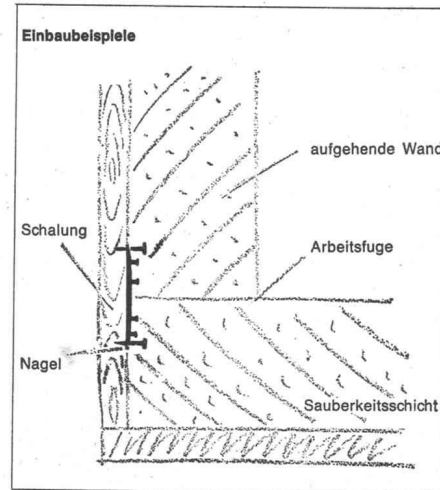 Einbaubeispiele
aufgehende Wand
Schalung
Arbeitsfuge
Nagel
Sauberkeitsschicht